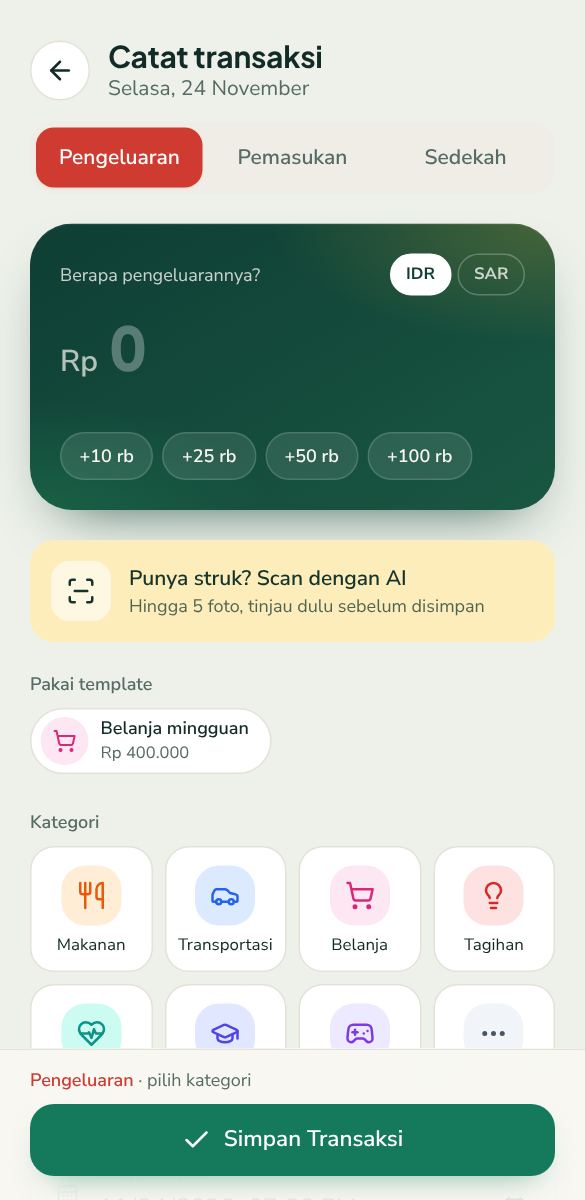 Catat transaksi
Selasa, 24 November
Pengeluaran
Pemasukan
Sedekah
Berapa pengeluarannya?
IDR
SAR
Rp 0
+10 rb
+25 rb
+50 rb
+100 rb
Punya struk? Scan dengan AI
Hingga 5 foto, tinjau dulu sebelum disimpan
Pakai template
Belanja mingguan
Rp 400.000
Kategori
Makanan
Transportasi
Belanja
Tagihan
Pengeluaran · pilih kategori
Simpan Transaksi